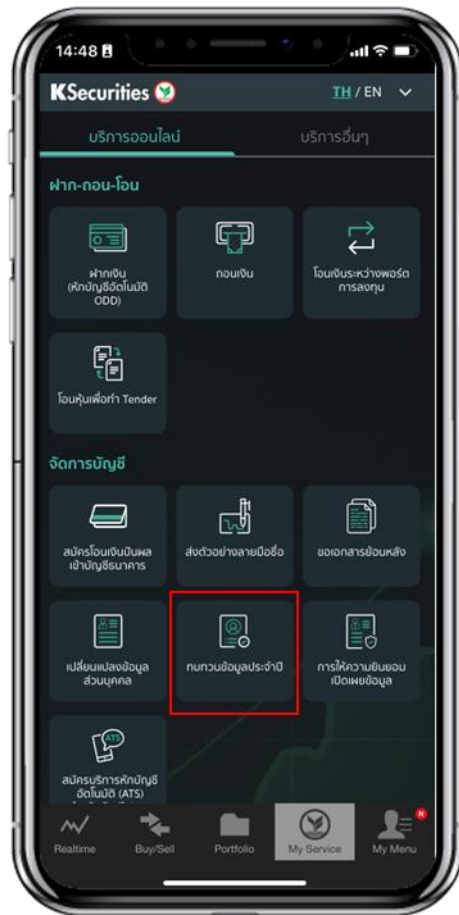 14:48
KSecurities
TH / EN
บริการออนไลน์
บริการอื่นๆ
ฝาก-ถอน-โอน
ฝากเงิน
(หักบัญชีอัตโนมัติ
ODD)
ถอนเงิน
โอนเงินระหว่างพอร์ต
การลงทุน
โอนหุ้นเพื่อทำ Tender
จัดการบัญชี
สมัครโอนเงินปันผล
เข้าบัญชีธนาคาร
ส่งตัวอย่างลายมือชื่อ
ขอเอกสารย้อนหลัง
เปลี่ยนแปลงข้อมูล
ส่วนบุคคล
ทบทวนข้อมูลประจำปี
การให้ความยินยอม
เปิดเผยข้อมูล
ATS
สมัครบริการหักบัญชี
อัตโนมัติ (ATS)
Realtime
Buy/Sell
Portfolio
My Service
My Menu
N